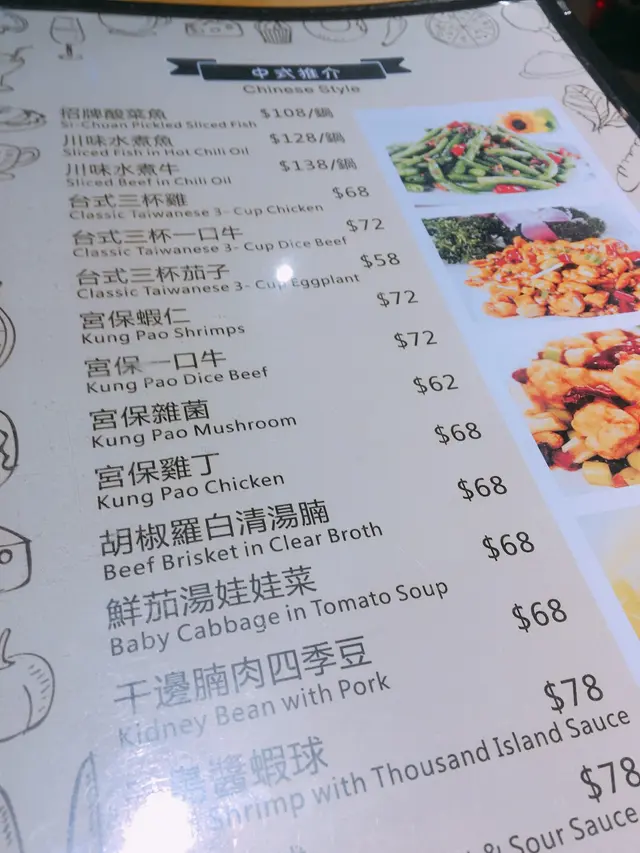 中式推介
Chinese Style
招牌酸菜魚 $108/鍋
Si-Chuan Pickled Sliced Fish
川味水煮魚 $128/鍋
Sliced Fish in Hot Chili Oil
川味水煮牛 $138/鍋
Sliced Beef in Chili Oil
台式三杯雞 $68
Classic Taiwanese 3- Cup Chicken
台式三杯一口牛 $72
Classic Taiwanese 3- Cup Dice Beef
台式三杯茄子 $58
Classic Taiwanese 3- Cup Eggplant
宮保蝦仁 $72
Kung Pao Shrimps
宮保一口牛 $72
Kung Pao Dice Beef
宮保雜菌 $62
Kung Pao Mushroom
宮保雞丁 $68
Kung Pao Chicken
胡椒羅白清湯腩 $68
Beef Brisket in Clear Broth
鮮茄湯娃娃菜 $68
Baby Cabbage in Tomato Soup
干邊腩肉四季豆 $68
Kidney Bean with Pork
島醬蝦球 $78
Shrimp with Thousand Island Sauce
$78
& Sour Sauce